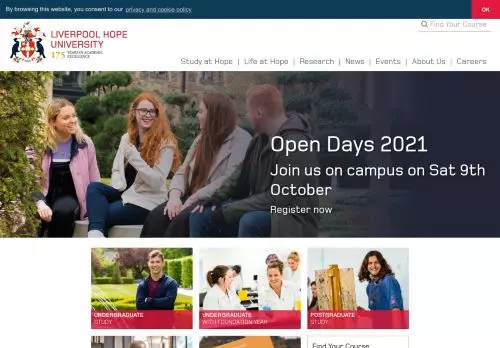 By browsing this website, you consent to our privacy and cookie policy
OK
LIVERPOOL HOPE
UNIVERSITY
175 YEARS OF ACADEMIC
EXCELLENCE
Find Your Course
Study at Hope | Life at Hope | Research | News | Events | About Us | Careers
Open Days 2021
Join us on campus on Sat 9th
October
Register now
UNDERGRADUATE
STUDY
UNDERGRADUATE
WITH FOUNDATION YEAR
POSTGRADUATE
STUDY
Find Your Course